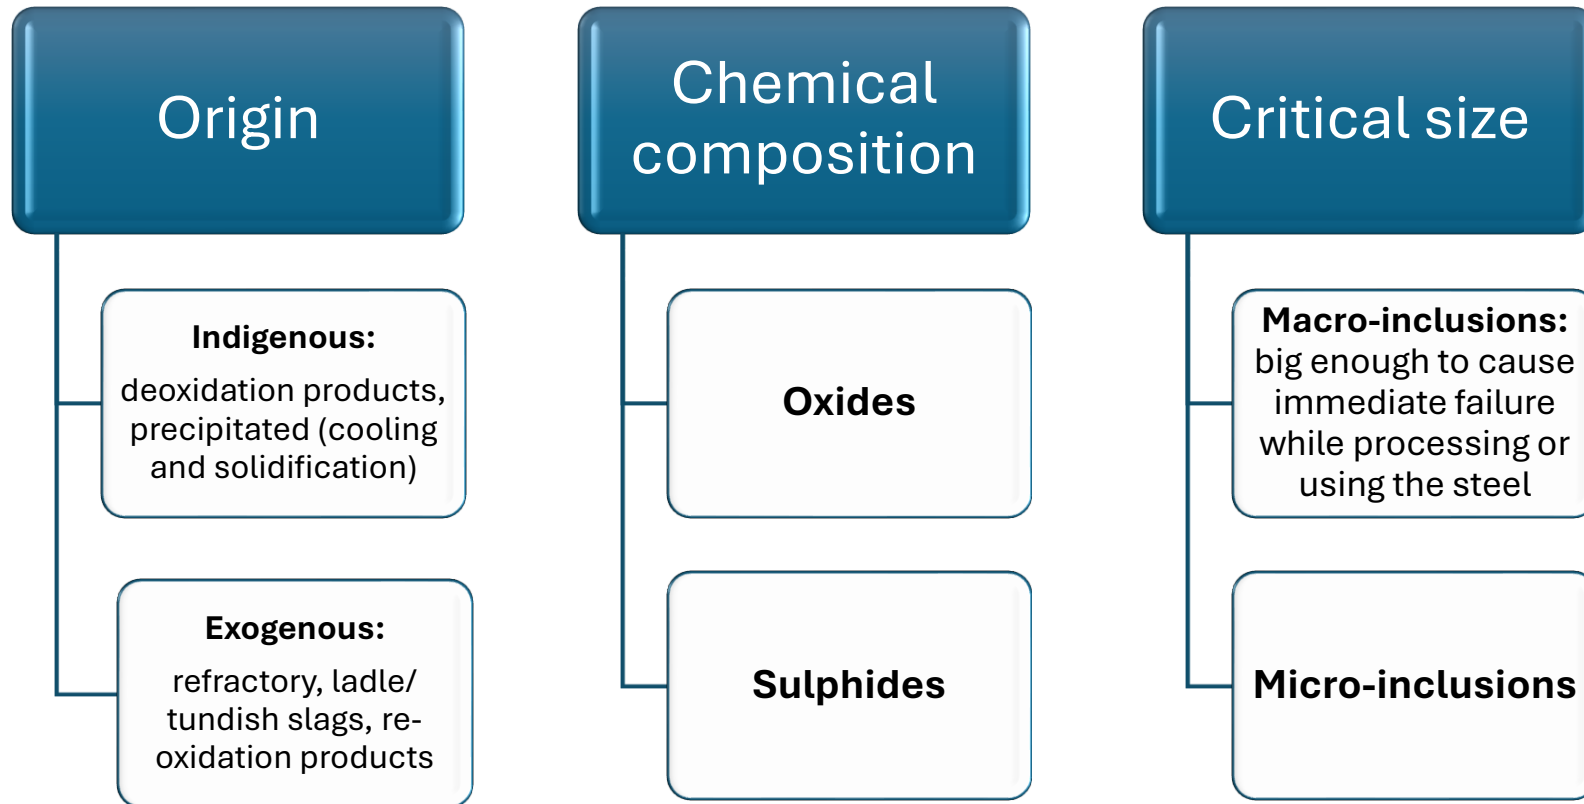 Origin
Indigenous:
deoxidation products,
precipitated (cooling
and solidification)
Exogenous:
refractory, ladle/
tundish slags, re-
oxidation products
Chemical
composition
Oxides
Sulphides
Critical size
Macro-inclusions:
big enough to cause
immediate failure
while processing or
using the steel
Micro-inclusions